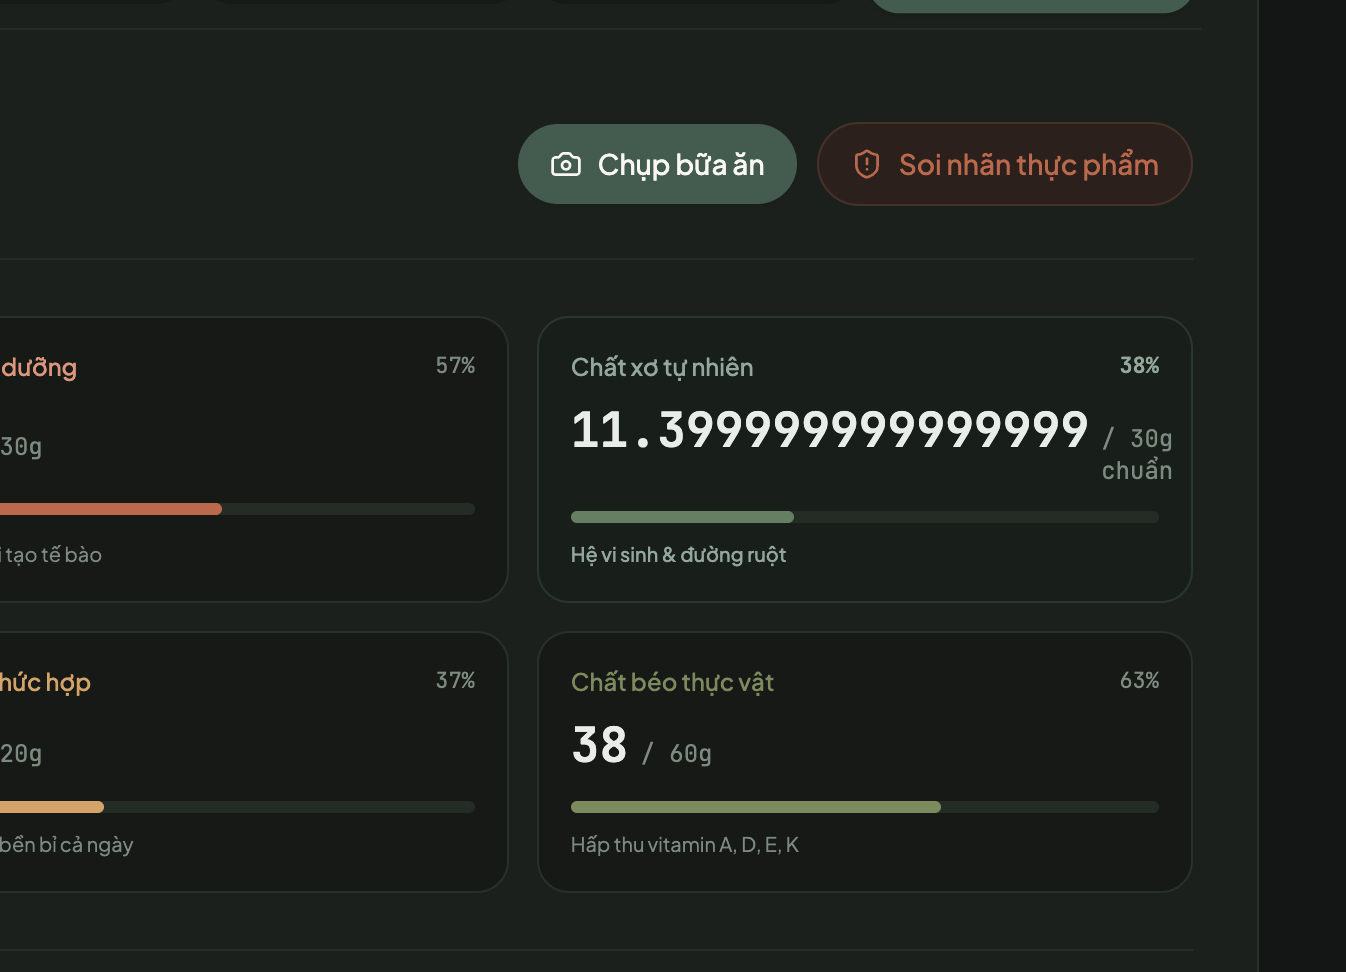 Chụp bữa ăn
Soi nhãn thực phẩm
dưỡng
57%
30g
i tạo tế bào
Chất xơ tự nhiên
38%
11.399999999999999 / 30g
chuẩn
Hệ vi sinh & đường ruột
hức hợp
37%
20g
bền bỉ cả ngày
Chất béo thực vật
63%
38 / 60g
Hấp thu vitamin A, D, E, K